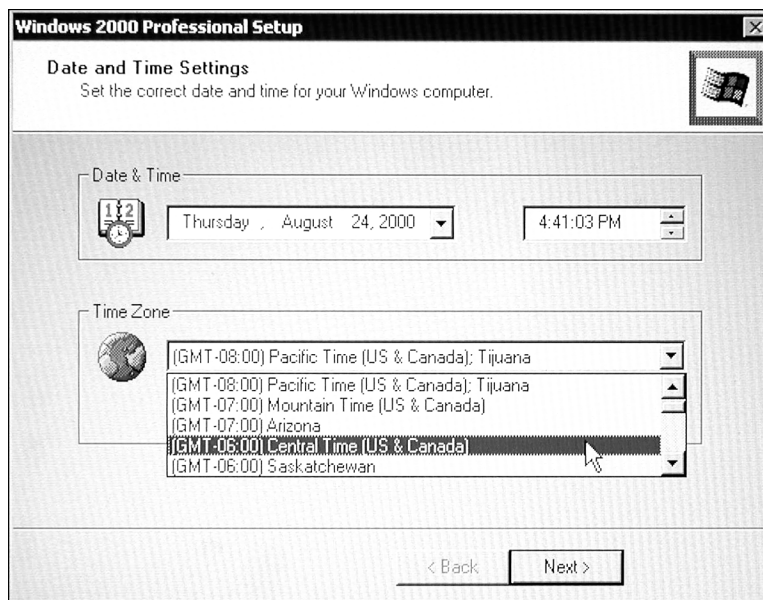 Windows 2000 Professional Setup
Date and Time Settings
Set the correct date and time for your Windows computer.
Date & Time
12
Thursday , August 24, 2000 4:41:03 PM
Time Zone
(GMT-08:00) Pacific Time (US & Canada); Tijuana
(GMT-08:00) Pacific Time (US & Canada); Tijuana
(GMT-07:00) Mountain Time (US & Canada)
(GMT-07:00) Arizona
(GMT-06:00) Central Time (US & Canada)
(GMT-06:00) Saskatchewan
< Back Next >